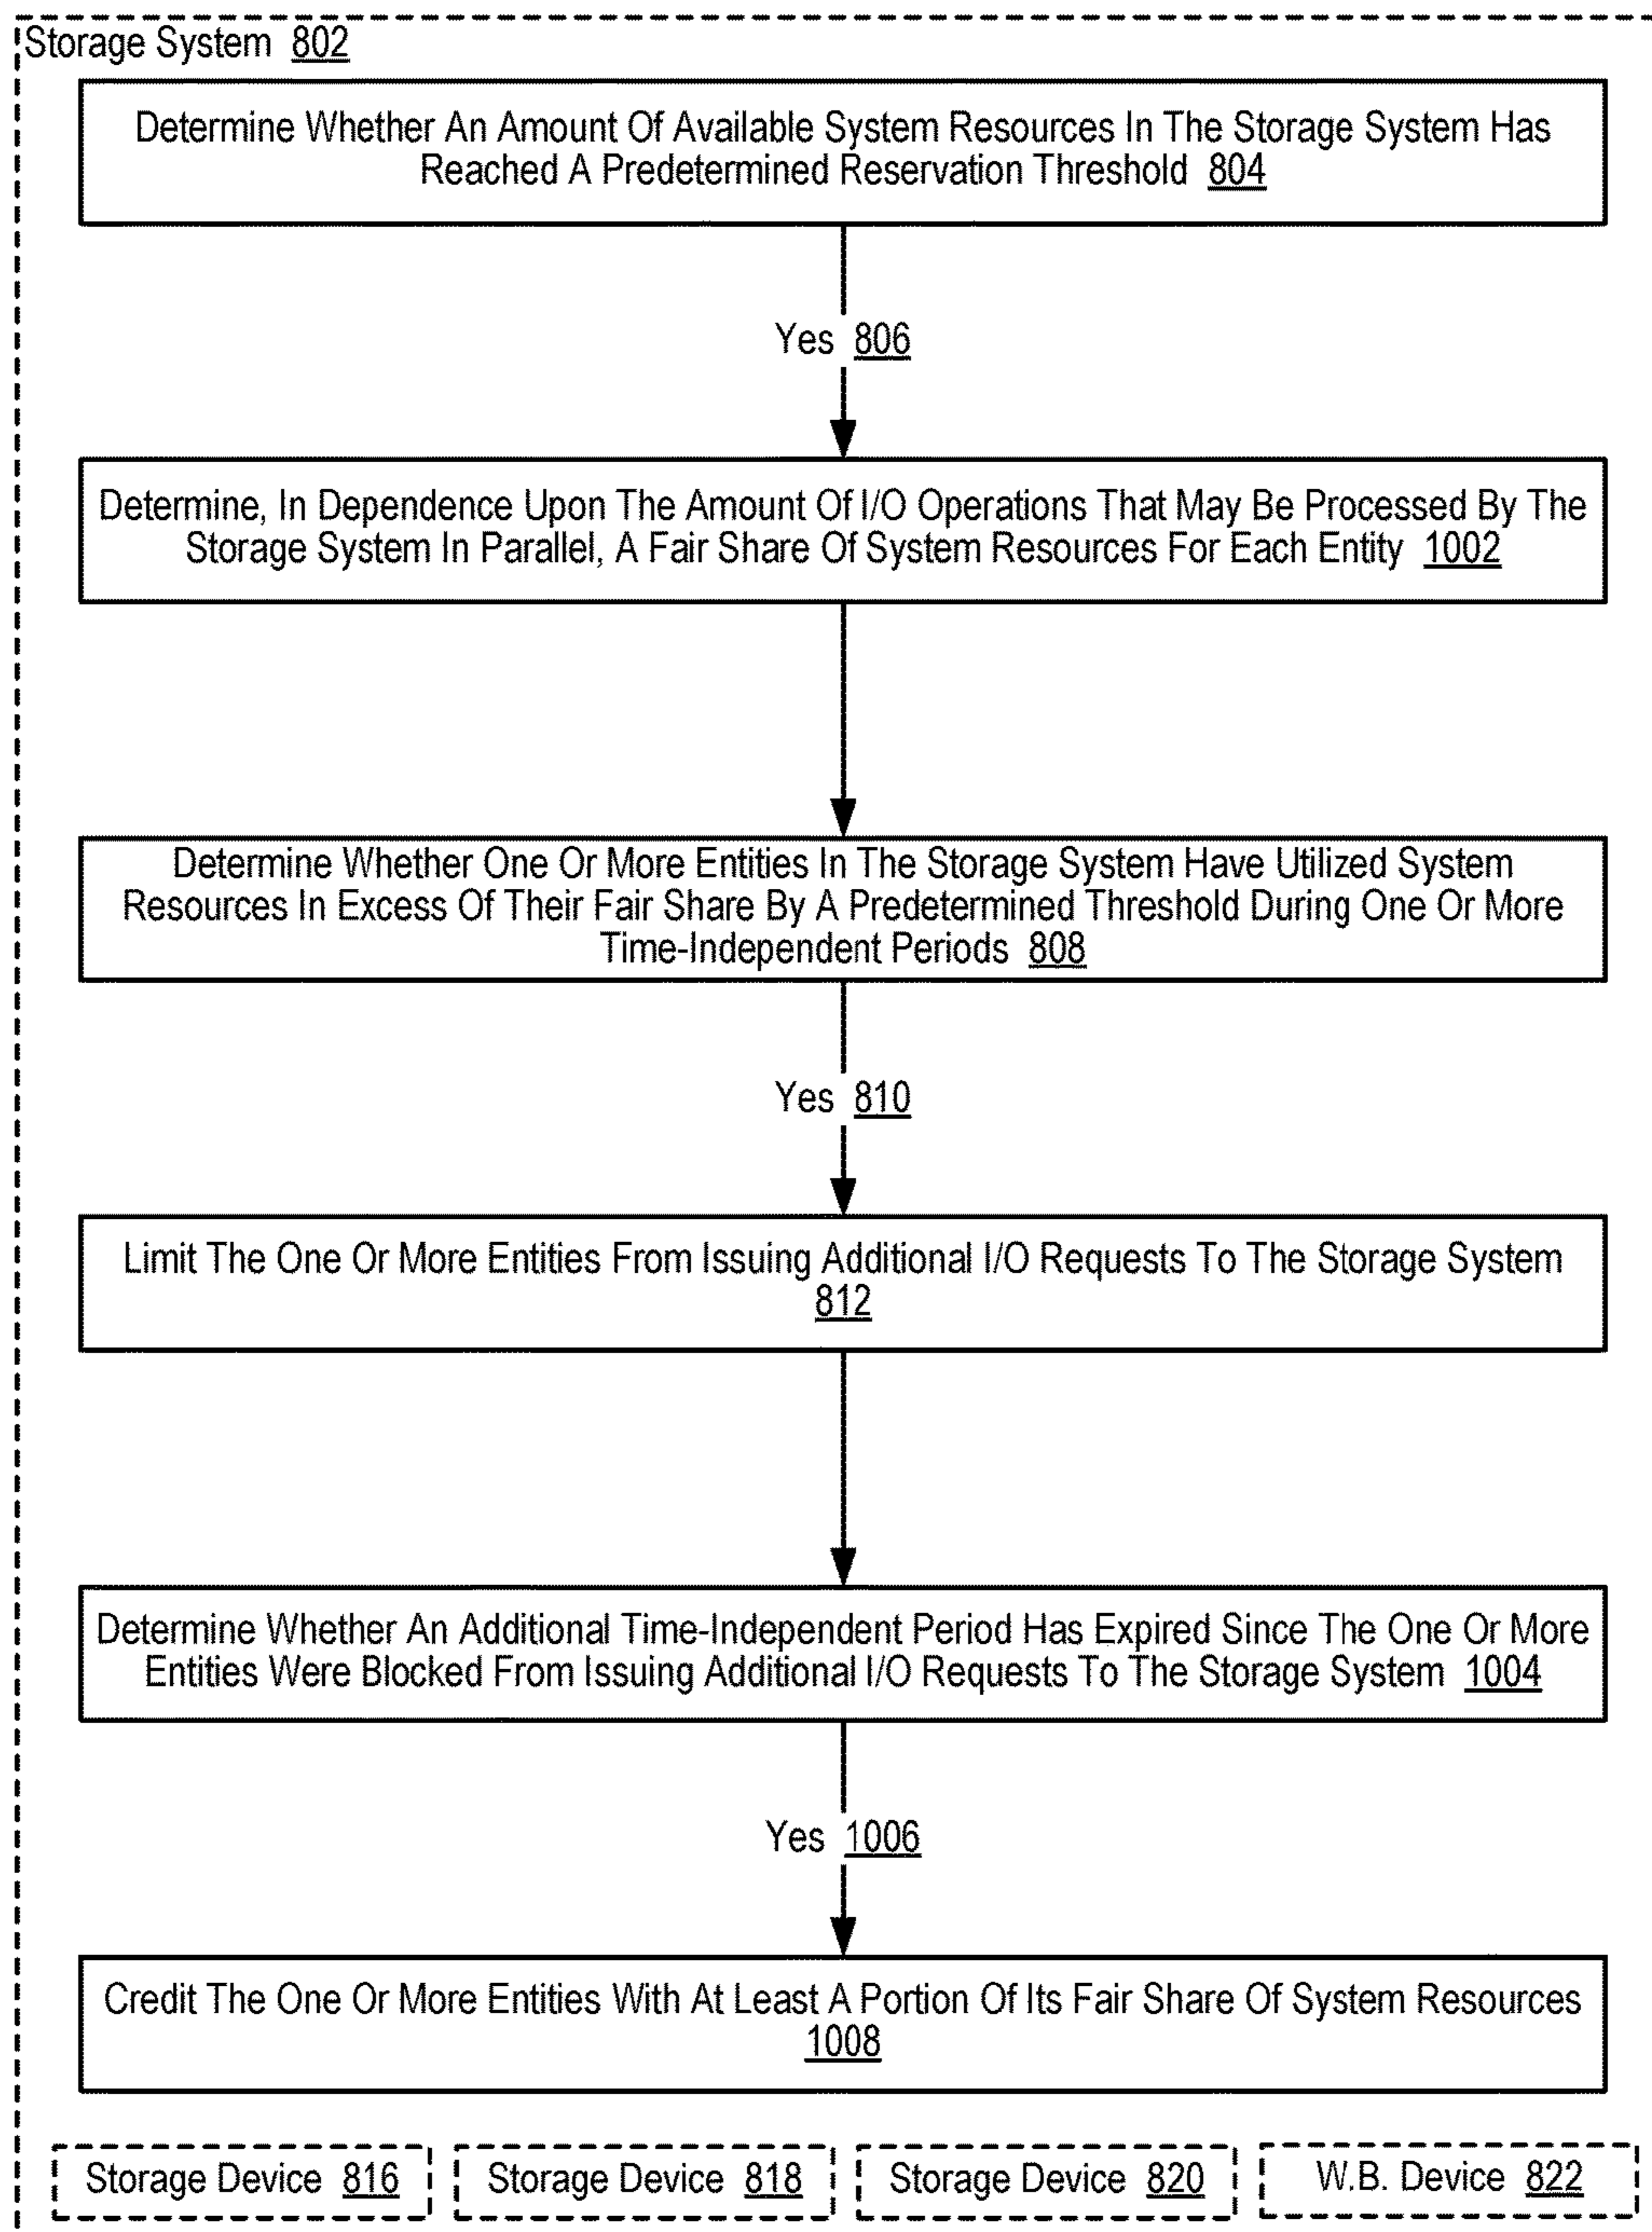 Storage System 802
Determine Whether An Amount Of Available System Resources In The Storage System Has
Reached A Predetermined Reservation Threshold 804
Yes 806
Determine, In Dependence Upon The Amount Of I/O Operations That May Be Processed By The
Storage System In Parallel, A Fair Share Of System Resources For Each Entity 1002
Determine Whether One Or More Entities In The Storage System Have Utilized System
Resources In Excess Of Their Fair Share By A Predetermined Threshold During One Or More
Time-Independent Periods 808
Yes 810
Limit The One Or More Entities From Issuing Additional I/O Requests To The Storage System
812
Determine Whether An Additional Time-Independent Period Has Expired Since The One Or More
Entities Were Blocked From Issuing Additional I/O Requests To The Storage System 1004
Yes 1006
Credit The One Or More Entities With At Least A Portion Of Its Fair Share Of System Resources
1008
Storage Device 816
Storage Device 818
Storage Device 820
W.B. Device 822